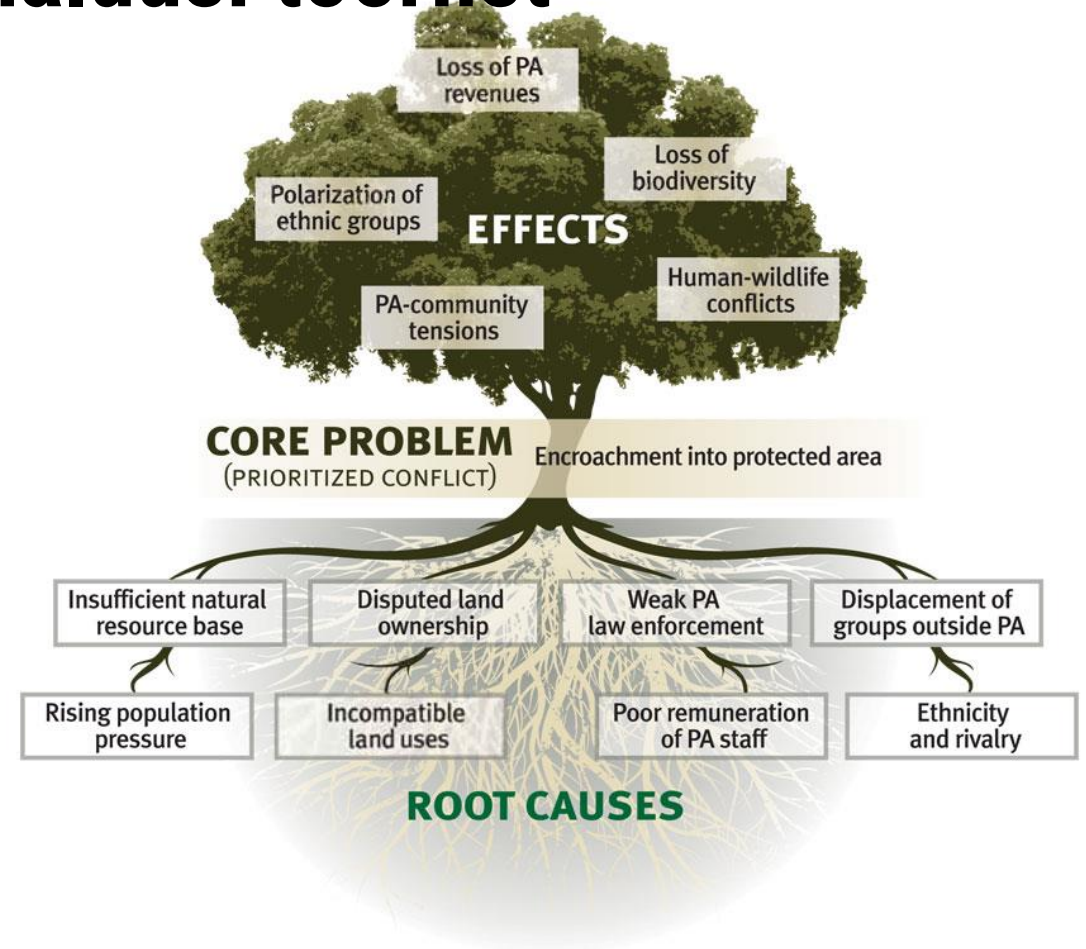 Loss of PA
revenues
Loss of
biodiversity
Polarization of
ethnic groups
EFFECTS
Human-wildlife
conflicts
PA-community
tensions
CORE PROBLEM
(PRIORITIZED CONFLICT)
Encroachment into protected area
Insufficient natural
resource base
Disputed land
ownership
Weak PA
law enforcement
Displacement of
groups outside PA
Rising population
pressure
Incompatible
land uses
Poor remuneration
of PA staff
Ethnicity
and rivalry
ROOT CAUSES